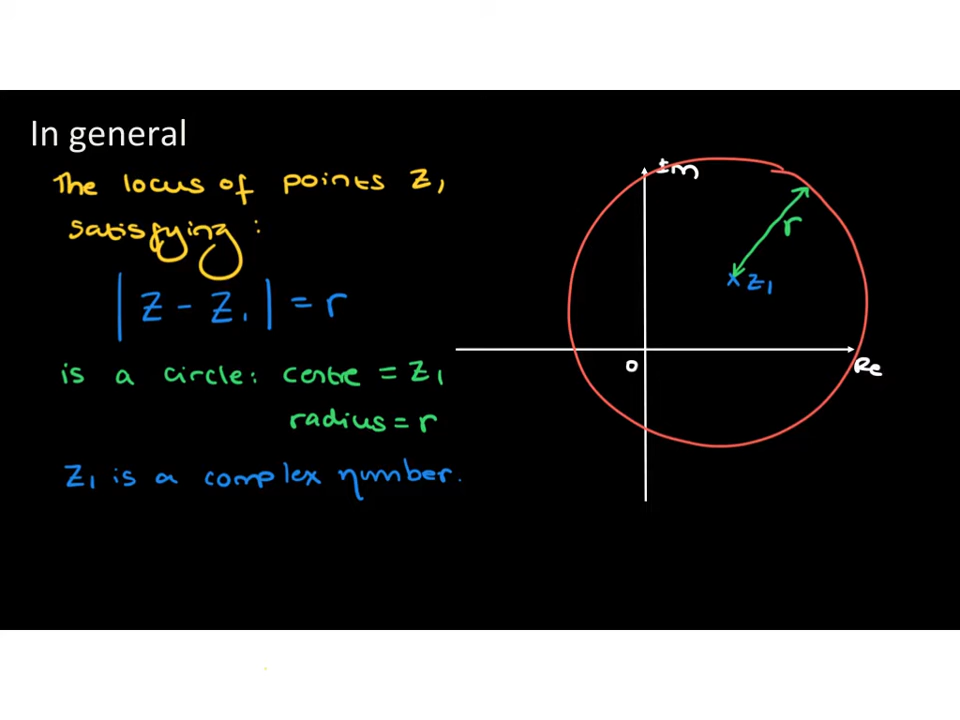 In general
The locus of points z,
satisfying:
|z - z₁| = r
is a circle: centre = z₁
radius = r
z₁ is a complex number.
Im
r
z₁
O
Re